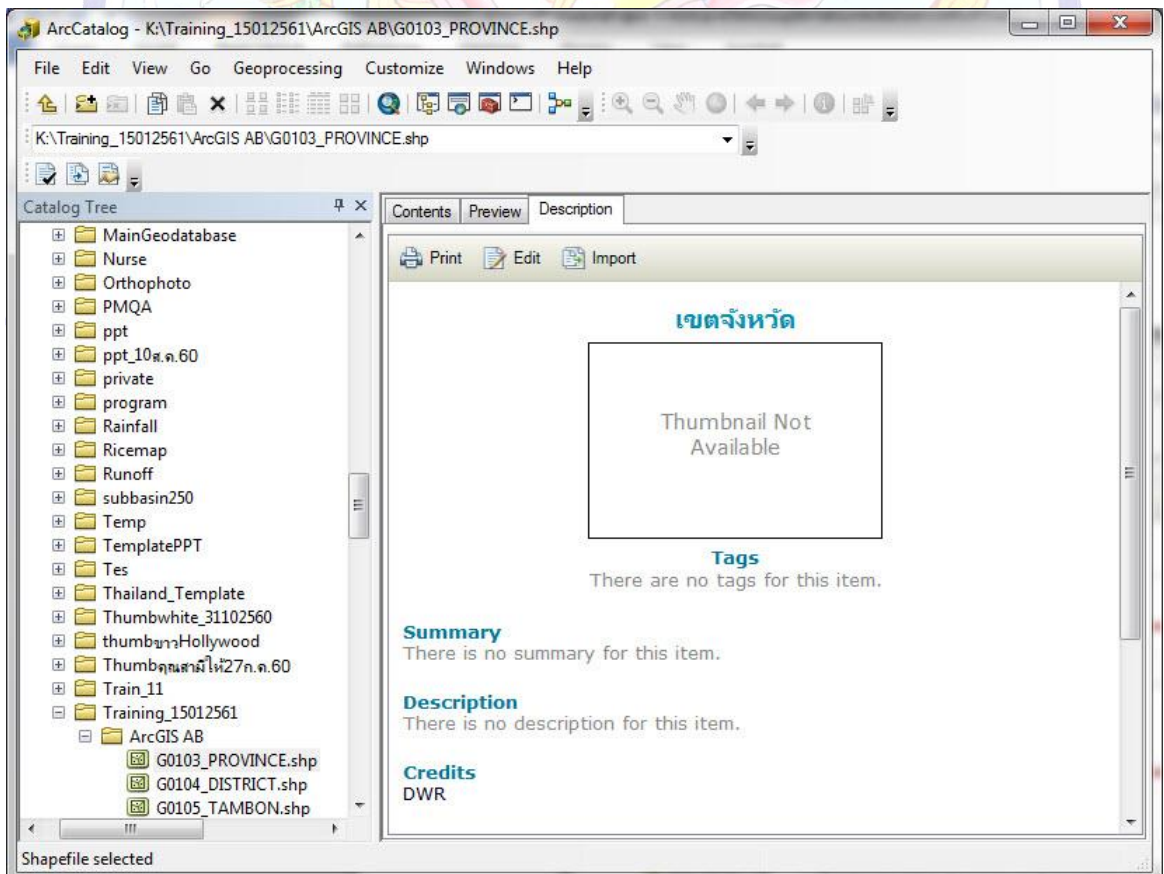 ArcCatalog - K:\Training_15012561\ArcGIS AB\G0103_PROVINCE.shp
File Edit View Go Geoprocessing Customize Windows Help
K:\Training_15012561\ArcGIS AB\G0103_PROVINCE.shp
Catalog Tree
MainGeodatabase
Nurse
Orthophoto
PMQA
ppt
ppt_10ส.ค.60
private
program
Rainfall
Ricemap
Runoff
subbasin250
Temp
TemplatePPT
Tes
Thailand_Template
Thumbwhite_31102560
thumbขาวHollywood
Thumbคุณสามีให้27ก.ค.60
Train_11
Training_15012561
ArcGIS AB
G0103_PROVINCE.shp
G0104_DISTRICT.shp
G0105_TAMBON.shp
Contents Preview Description
Print Edit Import
เขตจังหวัด
Thumbnail Not
Available
Tags
There are no tags for this item.
Summary
There is no summary for this item.
Description
There is no description for this item.
Credits
DWR
Shapefile selected